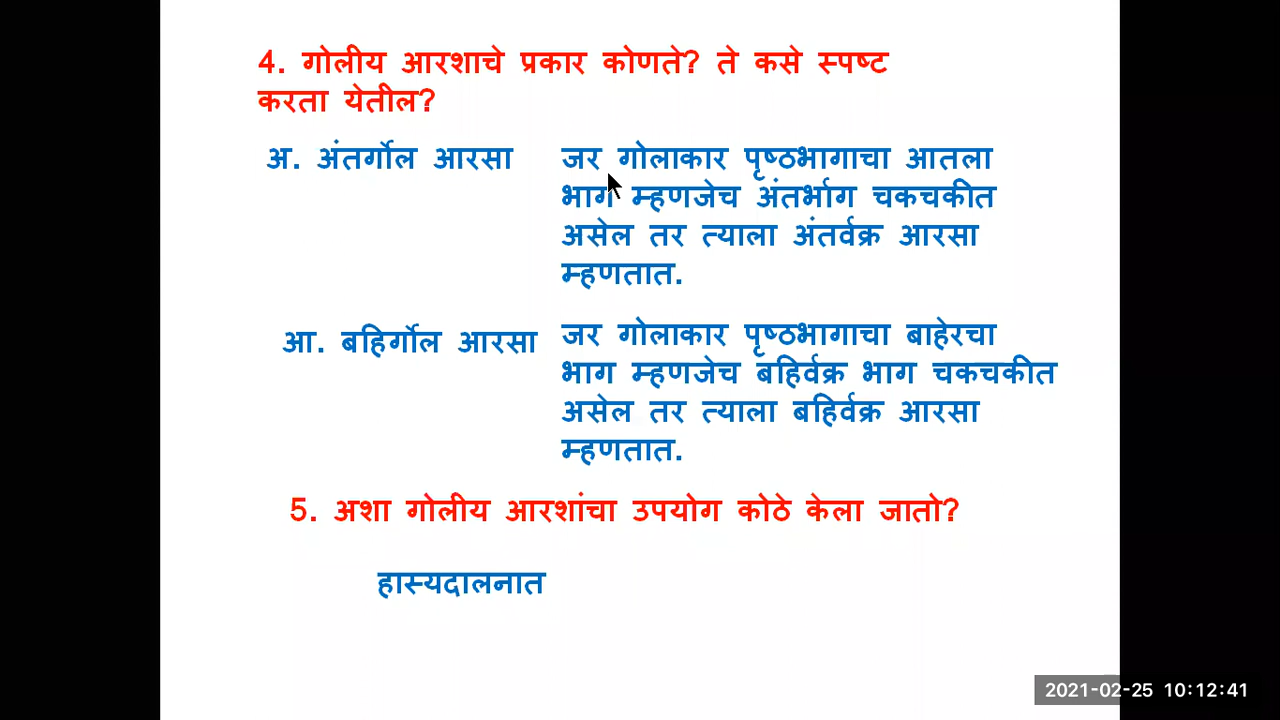 4. गोलीय आरशाचे प्रकार कोणते? ते कसे स्पष्ट
करता येतील?
अ. अंतर्गोल आरसा
जर गोलाकार पृष्ठभागाचा आतला
भाग म्हणजेच अंतर्भाग चकचकीत
असेल तर त्याला अंतर्वक्र आरसा
म्हणतात.
आ. बहिर्गोल आरसा
जर गोलाकार पृष्ठभागाचा बाहेरचा
भाग म्हणजेच बहिर्वक्र भाग चकचकीत
असेल तर त्याला बहिर्वक्र आरसा
म्हणतात.
5. अशा गोलीय आरशांचा उपयोग कोठे केला जातो?
हास्यदालनात
2021-02-25 10:12:41